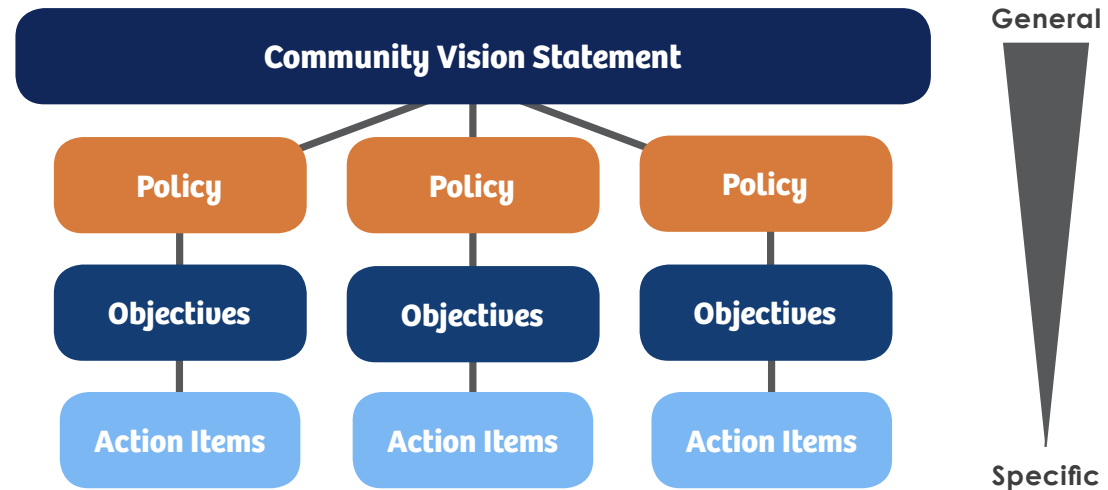 General
Community Vision Statement
Policy
Policy
Policy
Objectives
Objectives
Objectives
Action Items
Action Items
Action Items
Specific